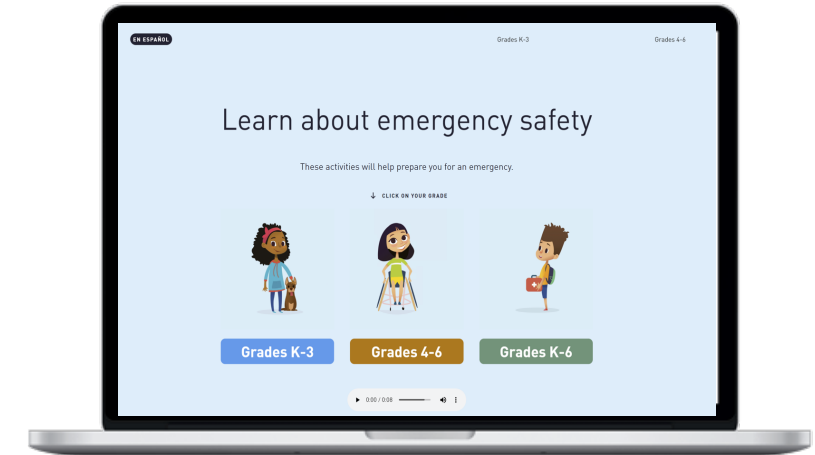 EN ESPAÑOL
Grades K-3
Grades 4-6
Learn about emergency safety
These activities will help prepare you for an emergency.
↓ CLICK ON YOUR GRADE
Grades K-3
Grades 4-6
Grades K-6
0:00 / 0:08